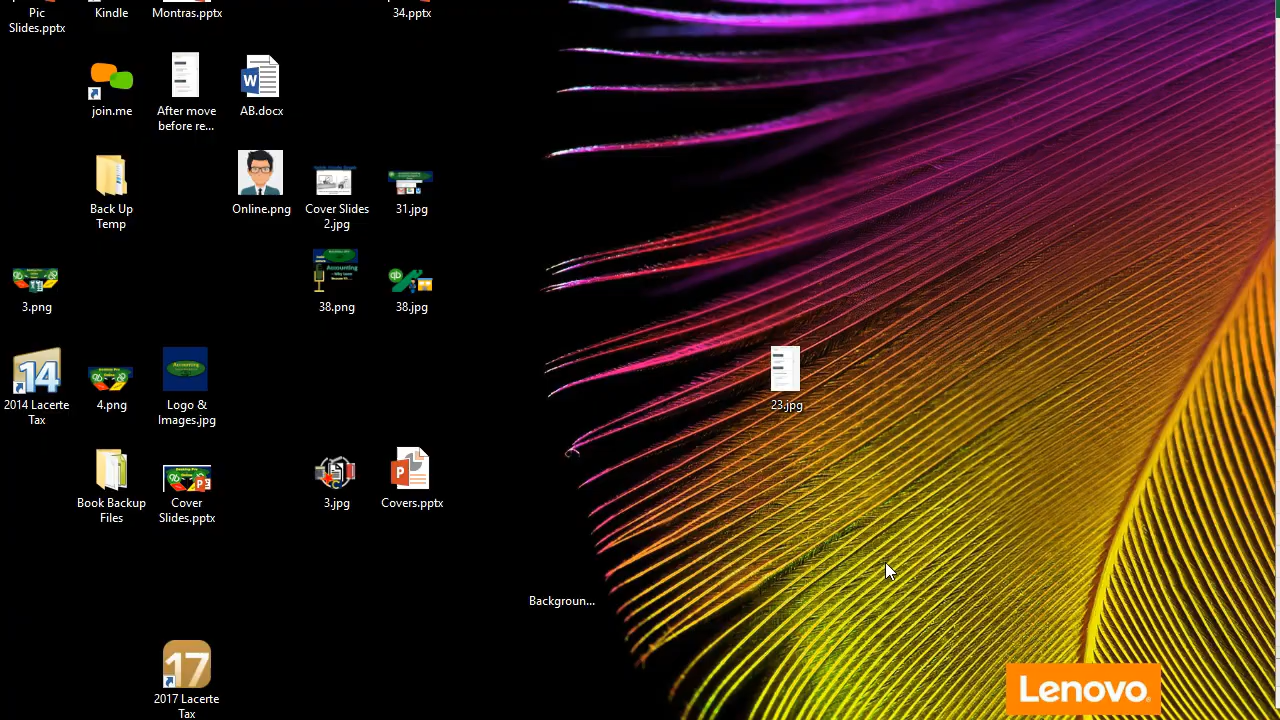 Pic
Slides.pptx
Kindle
Montras.pptx
34.pptx
join.me
After move
before re...
AB.docx
Back Up
Temp
Online.png
Cover Slides
2.jpg
31.jpg
3.png
38.png
38.jpg
14
2014 Lacerte
Tax
4.png
Logo &
Images.jpg
23.jpg
Book Backup
Files
Cover
Slides.pptx
3.jpg
Covers.pptx
Backgroun...
17
2017 Lacerte
Tax
Lenovo